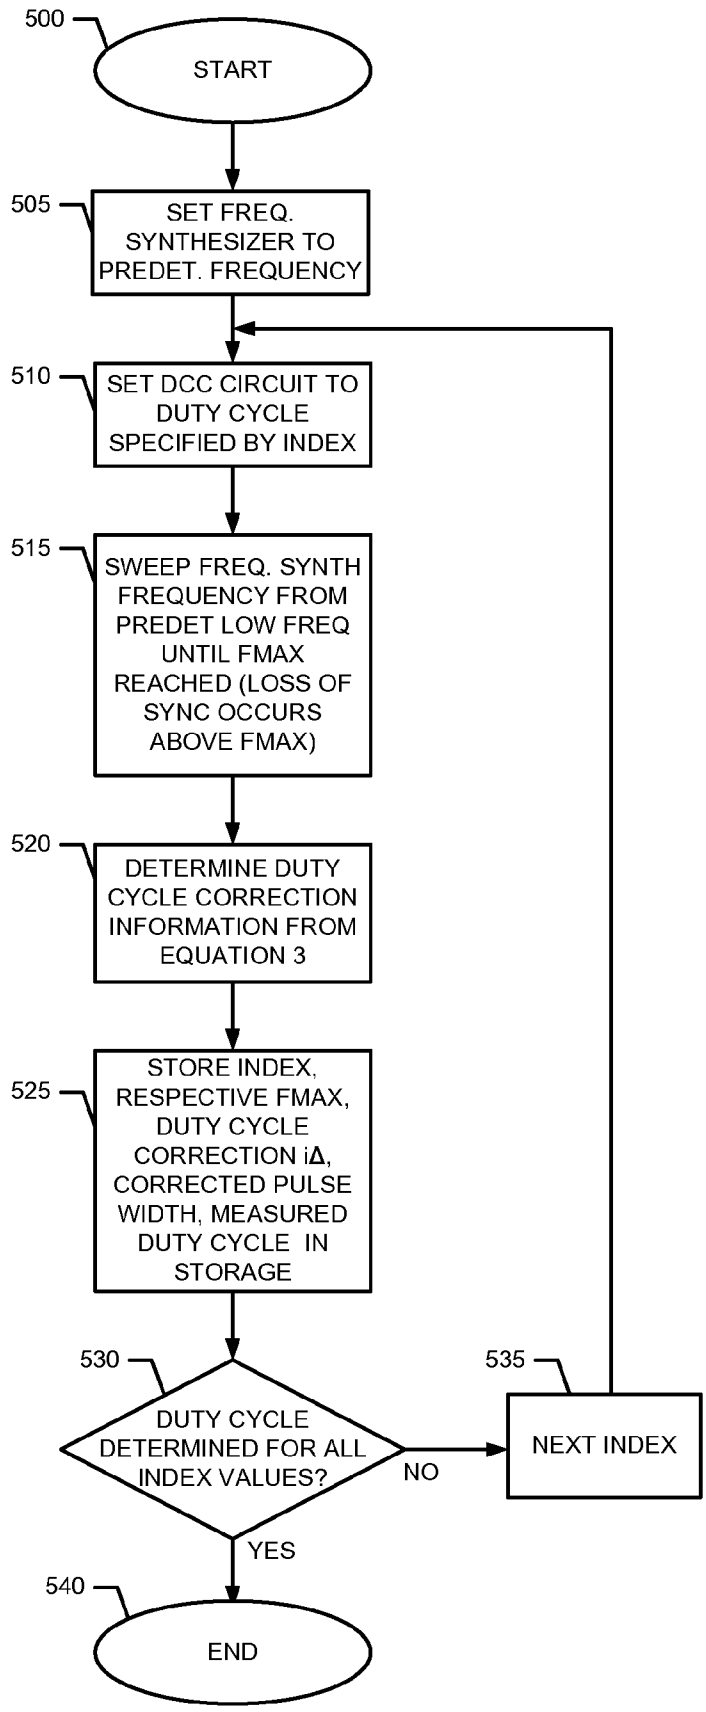 500
START
505
SET FREQ.
SYNTHESIZER TO
PREDET. FREQUENCY
510
SET DCC CIRCUIT TO
DUTY CYCLE
SPECIFIED BY INDEX
515
SWEEP FREQ. SYNTH
FREQUENCY FROM
PREDET LOW FREQ
UNTIL FMAX
REACHED (LOSS OF
SYNC OCCURS
ABOVE FMAX)
520
DETERMINE DUTY
CYCLE CORRECTION
INFORMATION FROM
EQUATION 3
525
STORE INDEX,
RESPECTIVE FMAX,
DUTY CYCLE
CORRECTION iΔ,
CORRECTED PULSE
WIDTH, MEASURED
DUTY CYCLE IN
STORAGE
530
DUTY CYCLE
DETERMINED FOR ALL
INDEX VALUES?
NO
535
NEXT INDEX
YES
540
END